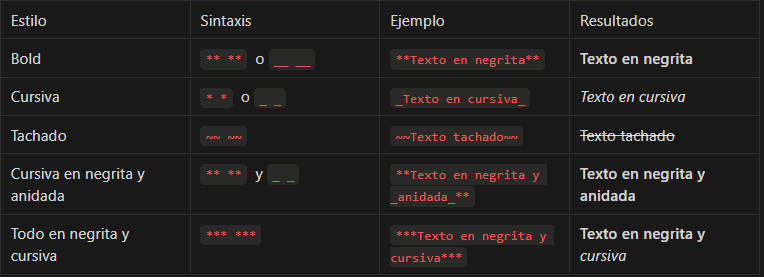 Estilo Sintaxis Ejemplo Resultados
Bold ** ** o __ __ **Texto en negrita** Texto en negrita
Cursiva * * o _ _ _Texto en cursiva_ Texto en cursiva
Tachado ~~ ~~ ~~Texto tachado~~ Texto tachado
Cursiva en negrita y ** ** y _ _ **Texto en negrita y Texto en negrita y
anidada _anidada_** anidada
Todo en negrita y *** *** ***Texto en negrita y Texto en negrita y
cursiva cursiva*** cursiva